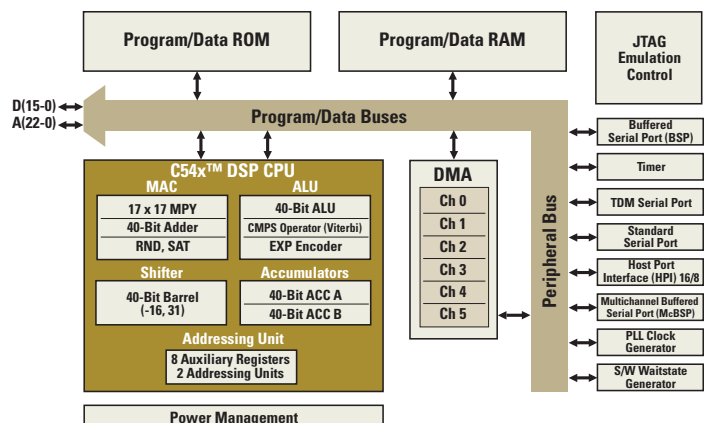 Program/Data ROM
Program/Data RAM
JTAG
Emulation
Control
D(15-0)
A(22-0)
Program/Data Buses
C54x™ DSP CPU
MAC
ALU
17 x 17 MPY
40-Bit Adder
RND, SAT
40-Bit ALU
CMPS Operator (Viterbi)
EXP Encoder
Shifter
Accumulators
40-Bit Barrel
(-16, 31)
40-Bit ACC A
40-Bit ACC B
Addressing Unit
8 Auxiliary Registers
2 Addressing Units
Power Management
DMA
Ch 0
Ch 1
Ch 2
Ch 3
Ch 4
Ch 5
Peripheral Bus
Buffered
Serial Port (BSP)
Timer
TDM Serial Port
Standard
Serial Port
Host Port
Interface (HPI) 16/8
Multichannel Buffered
Serial Port (McBSP)
PLL Clock
Generator
S/W Waitstate
Generator